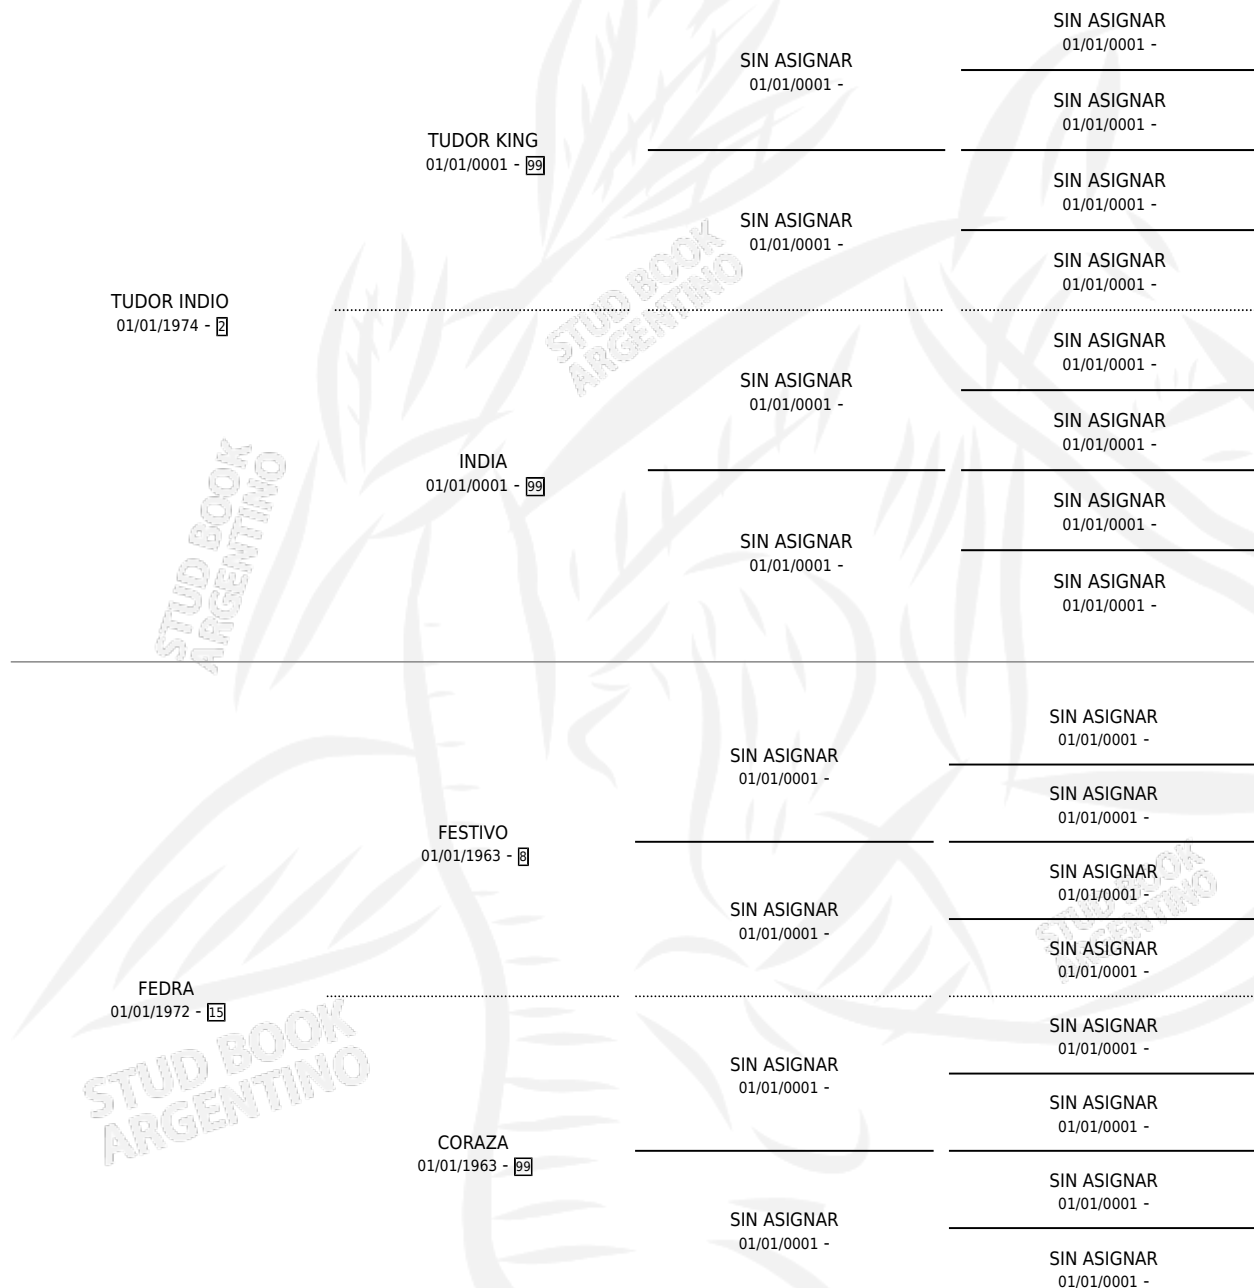 SIN ASIGNAR
01/01/0001 -
SIN ASIGNAR
01/01/0001 -
SIN ASIGNAR
01/01/0001 -
TUDOR KING
01/01/0001 - 99
SIN ASIGNAR
01/01/0001 -
SIN ASIGNAR
01/01/0001 -
SIN ASIGNAR
01/01/0001 -
TUDOR INDIO
01/01/1974 - 2
STUD BOOK
ARGENTINO
SIN ASIGNAR
01/01/0001 -
SIN ASIGNAR
01/01/0001 -
SIN ASIGNAR
01/01/0001 -
INDIA
01/01/0001 - 99
SIN ASIGNAR
01/01/0001 -
SIN ASIGNAR
01/01/0001 -
SIN ASIGNAR
01/01/0001 -
STUD BOOK
ARGENTINO
SIN ASIGNAR
01/01/0001 -
SIN ASIGNAR
01/01/0001 -
SIN ASIGNAR
01/01/0001 -
FESTIVO
01/01/1963 - 8
SIN ASIGNAR
01/01/0001 -
SIN ASIGNAR
01/01/0001 -
SIN ASIGNAR
01/01/0001 -
STUD BOOK
ARGENTINO
FEDRA
01/01/1972 - 15
STUD BOOK
ARGENTINO
SIN ASIGNAR
01/01/0001 -
SIN ASIGNAR
01/01/0001 -
SIN ASIGNAR
01/01/0001 -
CORAZA
01/01/1963 - 99
SIN ASIGNAR
01/01/0001 -
SIN ASIGNAR
01/01/0001 -
SIN ASIGNAR
01/01/0001 -